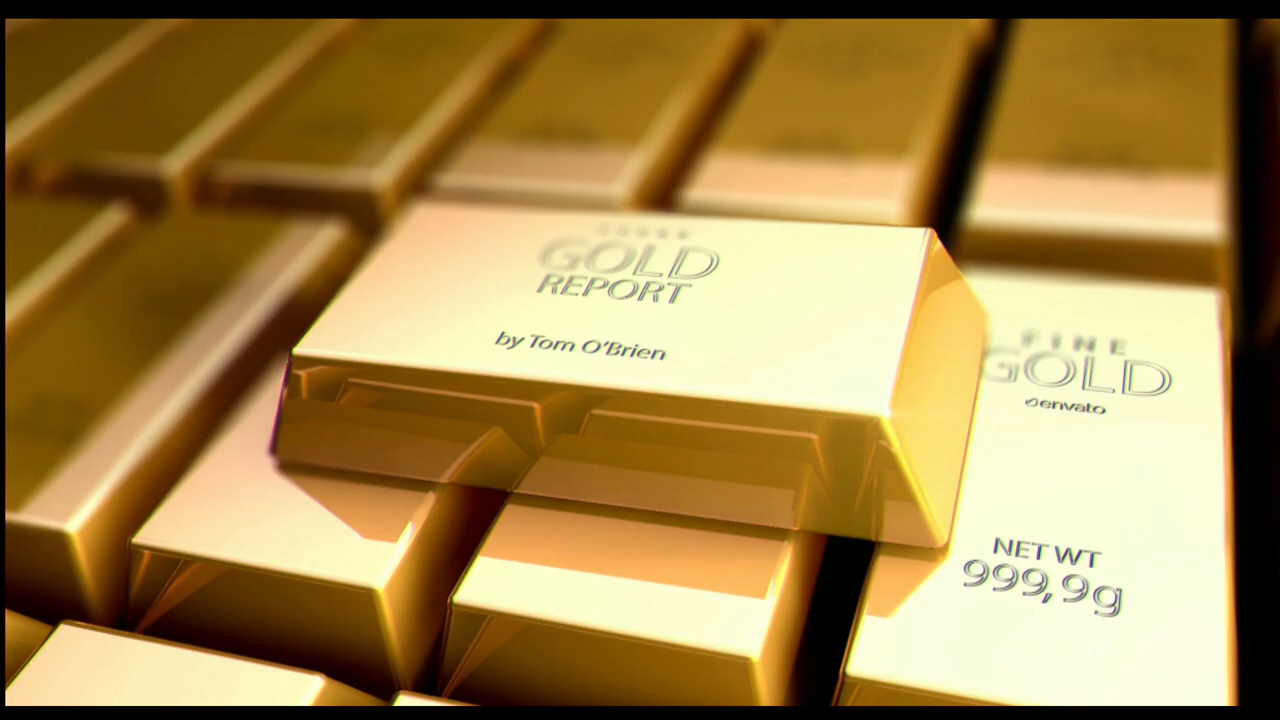 GOLD
REPORT
by Tom O'Brien
FINE
GOLD
envato
NET WT
999,9g